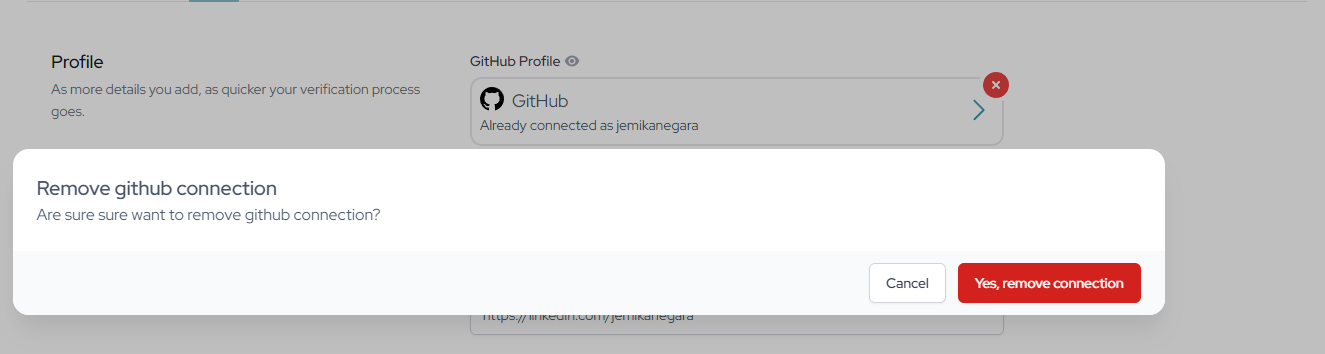 Profile
As more details you add, as quicker your verification process
goes.
GitHub Profile
GitHub
Already connected as jemikanegara
Remove github connection
Are sure sure want to remove github connection?
Cancel
Yes, remove connection
https://linkedin.com/jemikanegara